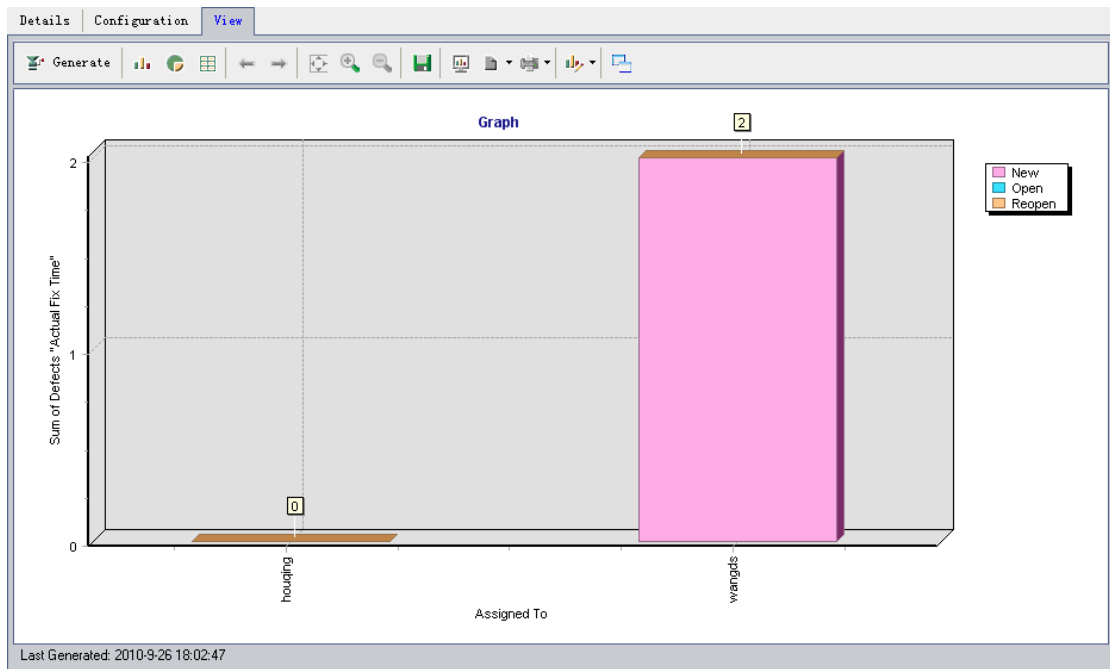 Details Configuration View
Generate
Graph
2
New
Open
Reopen
2
1
0
0
Sum of Defects "Actual Fix Time"
houqing
wangds
Assigned To
Last Generated: 2010-9-26 18:02:47